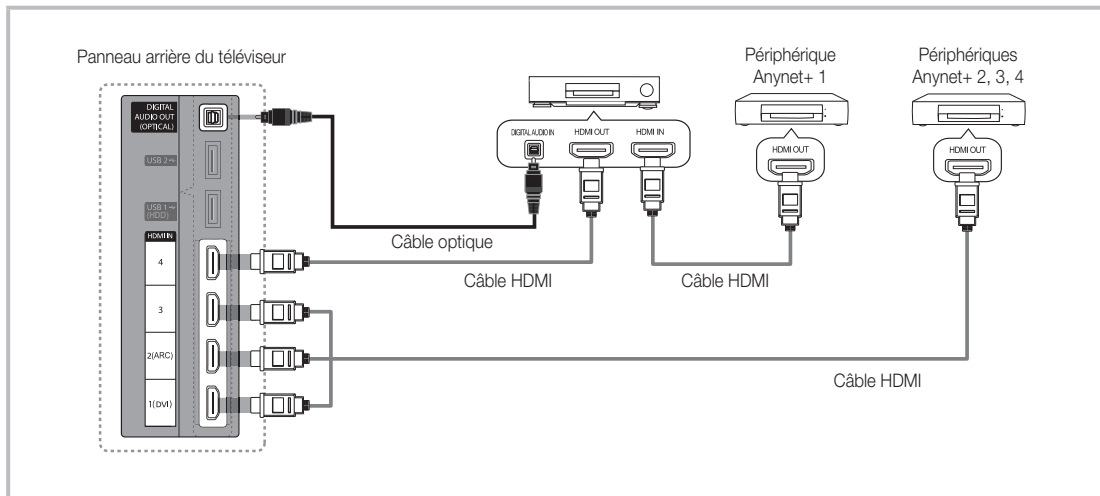 Panneau arrière du téléviseur
Périphérique
Anynet+ 1
Périphériques
Anynet+ 2, 3, 4
DIGITAL
AUDIO OUT
(OPTICAL)
USB 2
USB 1
(HDD)
HDMI IN
4
3
2(ARC)
1(DVI)
DIGITAL AUDIO IN
HDMI OUT
HDMI IN
HDMI OUT
HDMI OUT
Câble optique
Câble HDMI
Câble HDMI
Câble HDMI